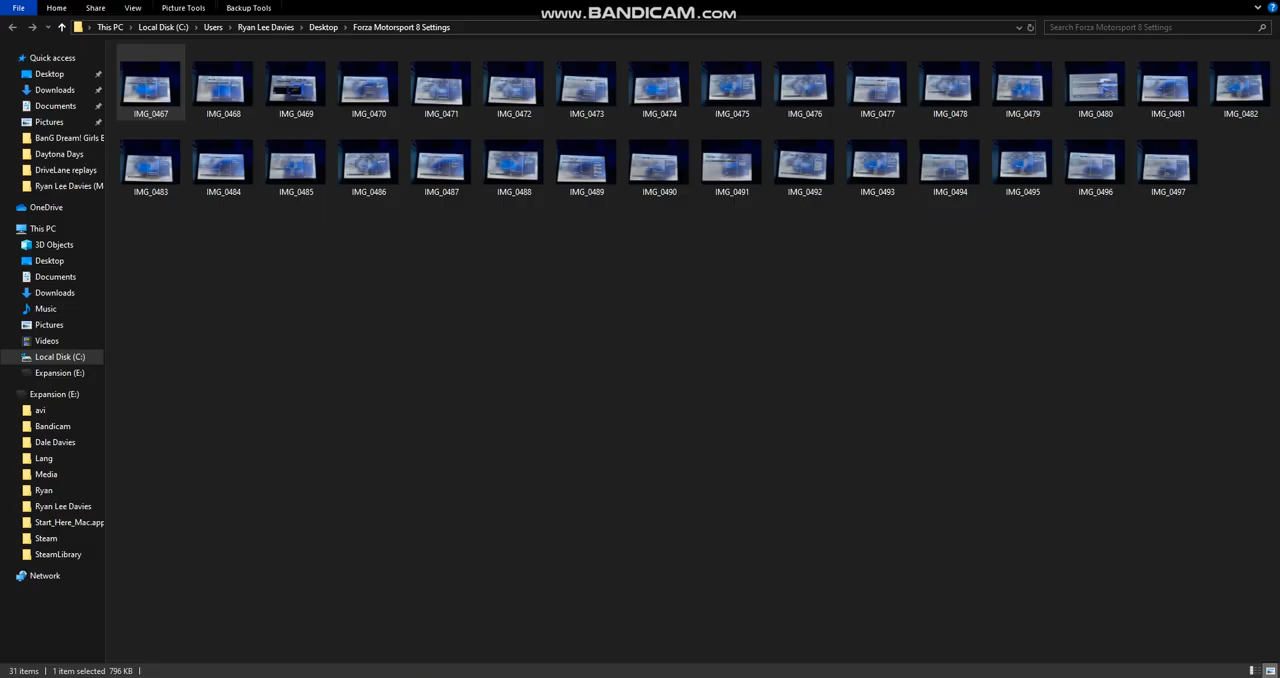 File Home Share View Picture Tools Backup Tools
www.BANDICAM.com
This PC Local Disk (C:) Users Ryan Lee Davies Desktop Forza Motorsport 8 Settings
Search Forza Motorsport 8 Settings
Quick access
Desktop
Downloads
Documents
Pictures
BanG Dream! Girls B
Daytona Days
DriveLane replays
Ryan Lee Davies (M
OneDrive
This PC
3D Objects
Desktop
Documents
Downloads
Music
Pictures
Videos
Local Disk (C:)
Expansion (E:)
Expansion (E:)
avi
Bandicam
Dale Davies
Lang
Media
Ryan
Ryan Lee Davies
Start_Here_Mac.app
Steam
SteamLibrary
Network
IMG_0467 IMG_0468 IMG_0469 IMG_0470 IMG_0471 IMG_0472 IMG_0473 IMG_0474 IMG_0475 IMG_0476 IMG_0477 IMG_0478 IMG_0479 IMG_0480 IMG_0481 IMG_0482
IMG_0483 IMG_0484 IMG_0485 IMG_0486 IMG_0487 IMG_0488 IMG_0489 IMG_0490 IMG_0491 IMG_0492 IMG_0493 IMG_0494 IMG_0495 IMG_0496 IMG_0497
31 items 1 item selected 796 KB